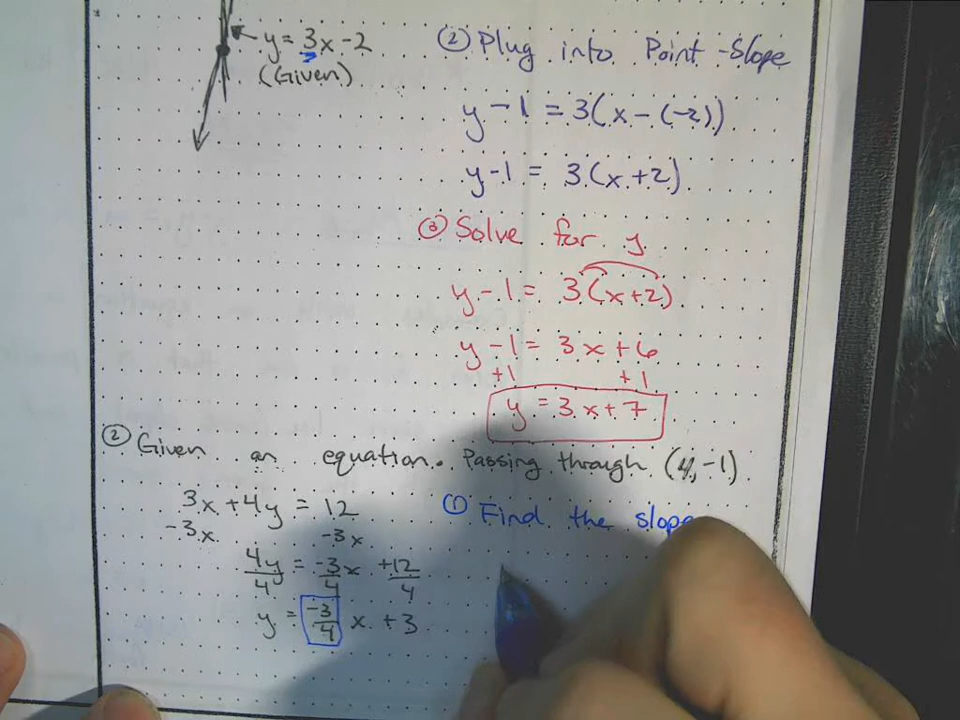 y = 3x - 2
(Given)
② Plug into Point-Slope
y - 1 = 3(x - (-2))
y - 1 = 3(x + 2)
③ Solve for y
y - 1 = 3(x + 2)
y - 1 = 3x + 6
+1 +1
y = 3x + 7
② Given an equation. Passing through (4, -1)
3x + 4y = 12
-3x -3x
4y/4 = -3/4 x + 12/4
y = -3/4 x + 3
① Find the slope